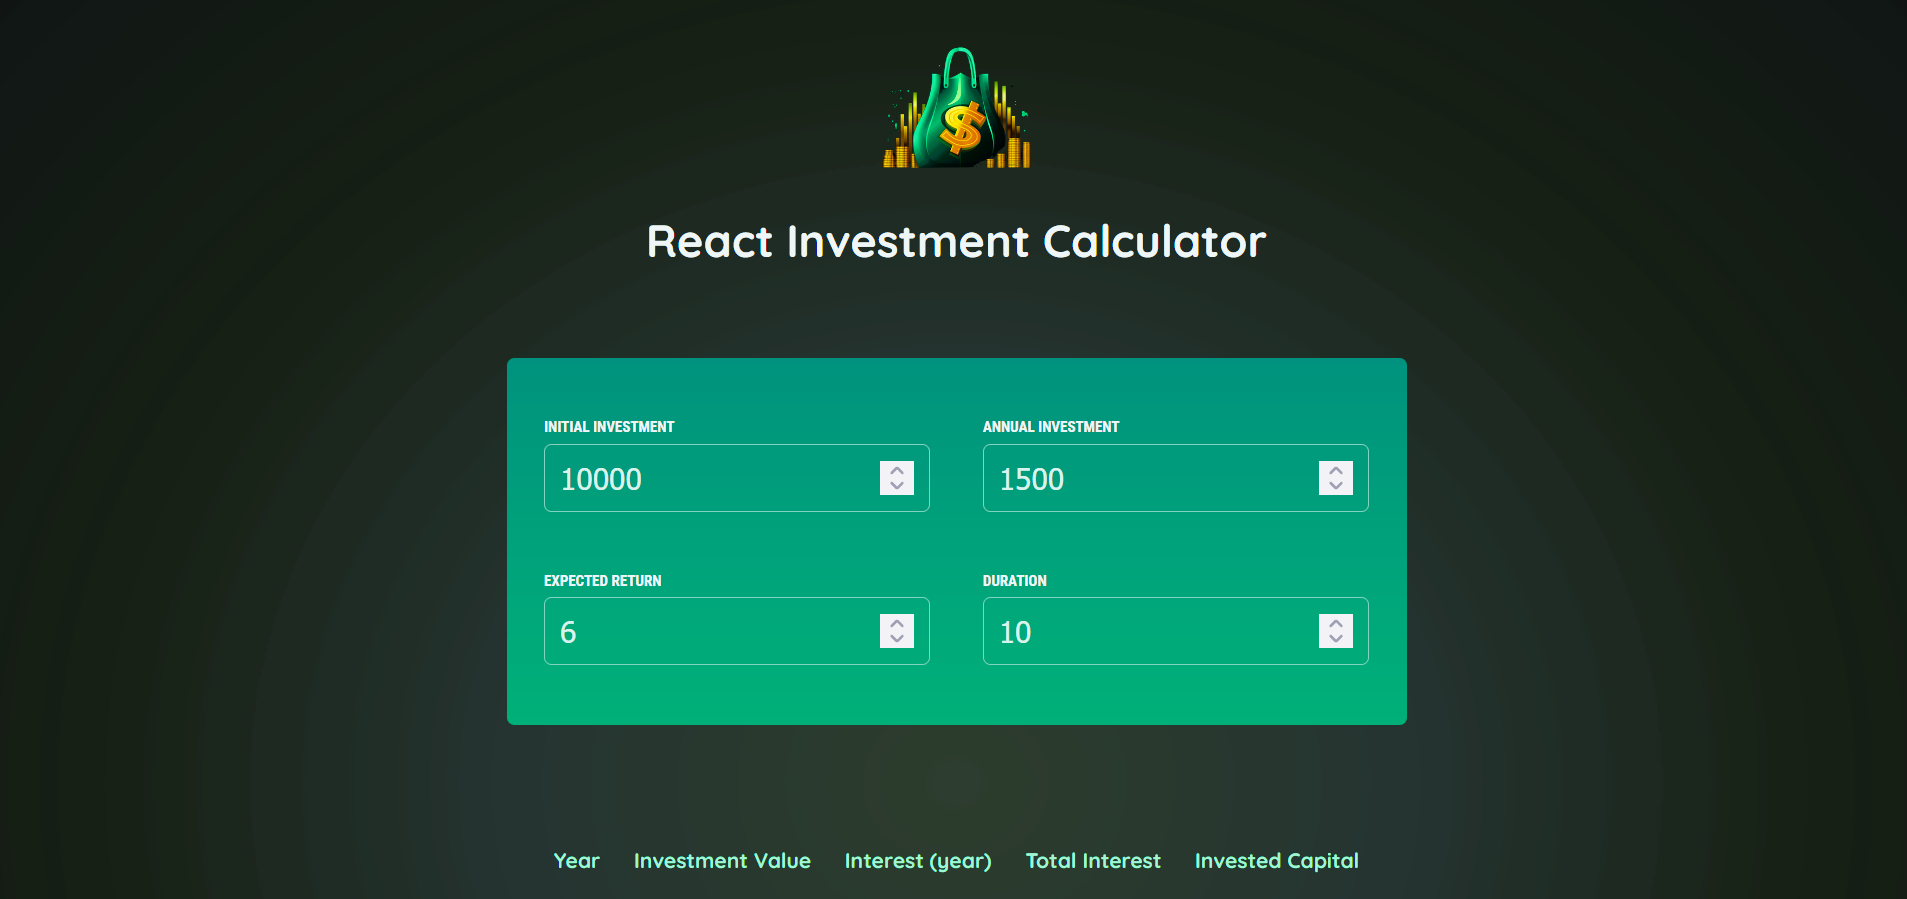 $
React Investment Calculator
INITIAL INVESTMENT ANNUAL INVESTMENT
10000 1500
EXPECTED RETURN DURATION
6 10
Year Investment Value Interest (year) Total Interest Invested Capital